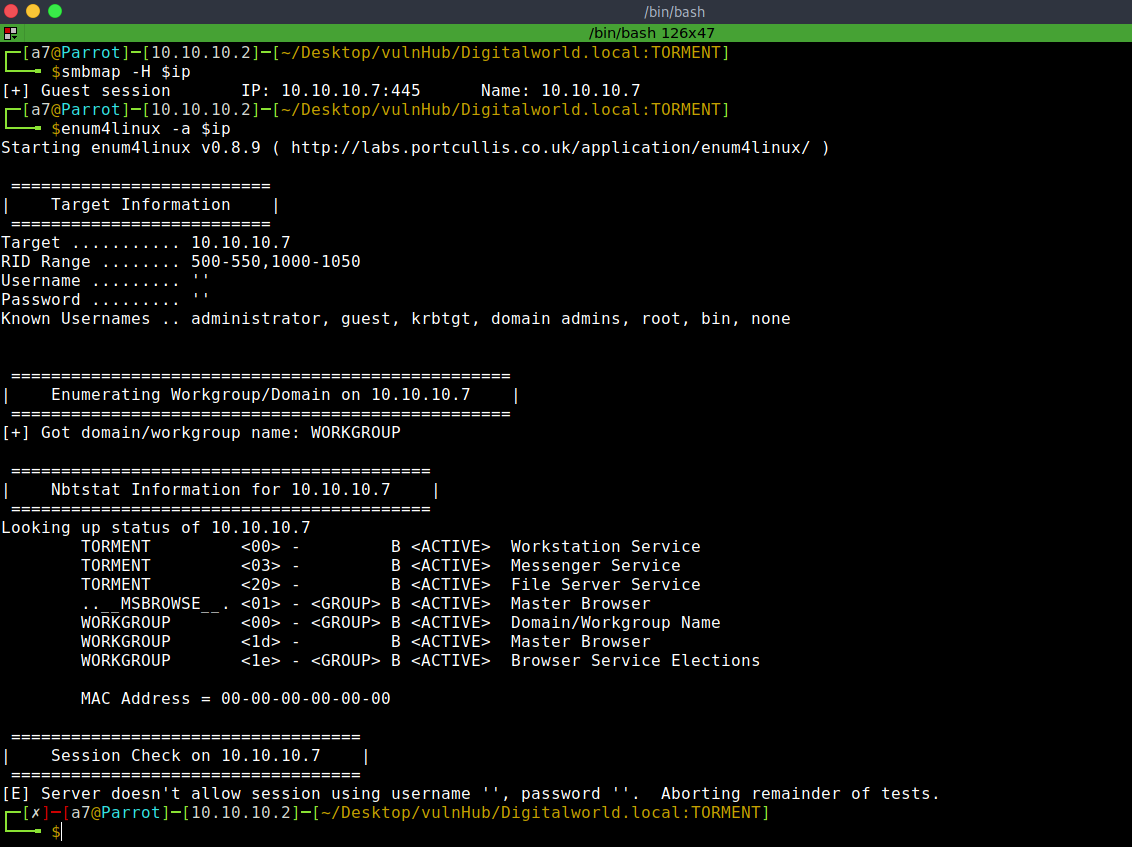 /bin/bash
/bin/bash 126x47
┌─[a7@Parrot]─[10.10.10.2]─[~/Desktop/vulnHub/Digitalworld.local:TORMENT]
└──╼ $smbmap -H $ip
[+] Guest session       IP: 10.10.10.7:445      Name: 10.10.10.7
┌─[a7@Parrot]─[10.10.10.2]─[~/Desktop/vulnHub/Digitalworld.local:TORMENT]
└──╼ $enum4linux -a $ip
Starting enum4linux v0.8.9 ( http://labs.portcullis.co.uk/application/enum4linux/ )
 ==========================
|    Target Information    |
 ==========================
Target ........... 10.10.10.7
RID Range ........ 500-550,1000-1050
Username ......... ''
Password ......... ''
Known Usernames .. administrator, guest, krbtgt, domain admins, root, bin, none
 ==================================================
|    Enumerating Workgroup/Domain on 10.10.10.7    |
 ==================================================
[+] Got domain/workgroup name: WORKGROUP
 ==========================================
|    Nbtstat Information for 10.10.10.7    |
 ==========================================
Looking up status of 10.10.10.7
        TORMENT         <00> -         B <ACTIVE>  Workstation Service
        TORMENT         <03> -         B <ACTIVE>  Messenger Service
        TORMENT         <20> -         B <ACTIVE>  File Server Service
        ..__MSBROWSE__. <01> - <GROUP> B <ACTIVE>  Master Browser
        WORKGROUP       <00> - <GROUP> B <ACTIVE>  Domain/Workgroup Name
        WORKGROUP       <1d> -         B <ACTIVE>  Master Browser
        WORKGROUP       <1e> - <GROUP> B <ACTIVE>  Browser Service Elections
        MAC Address = 00-00-00-00-00-00
 ===================================
|    Session Check on 10.10.10.7    |
 ===================================
[E] Server doesn't allow session using username '', password ''.  Aborting remainder of tests.
┌─[✗]─[a7@Parrot]─[10.10.10.2]─[~/Desktop/vulnHub/Digitalworld.local:TORMENT]
└──╼ $